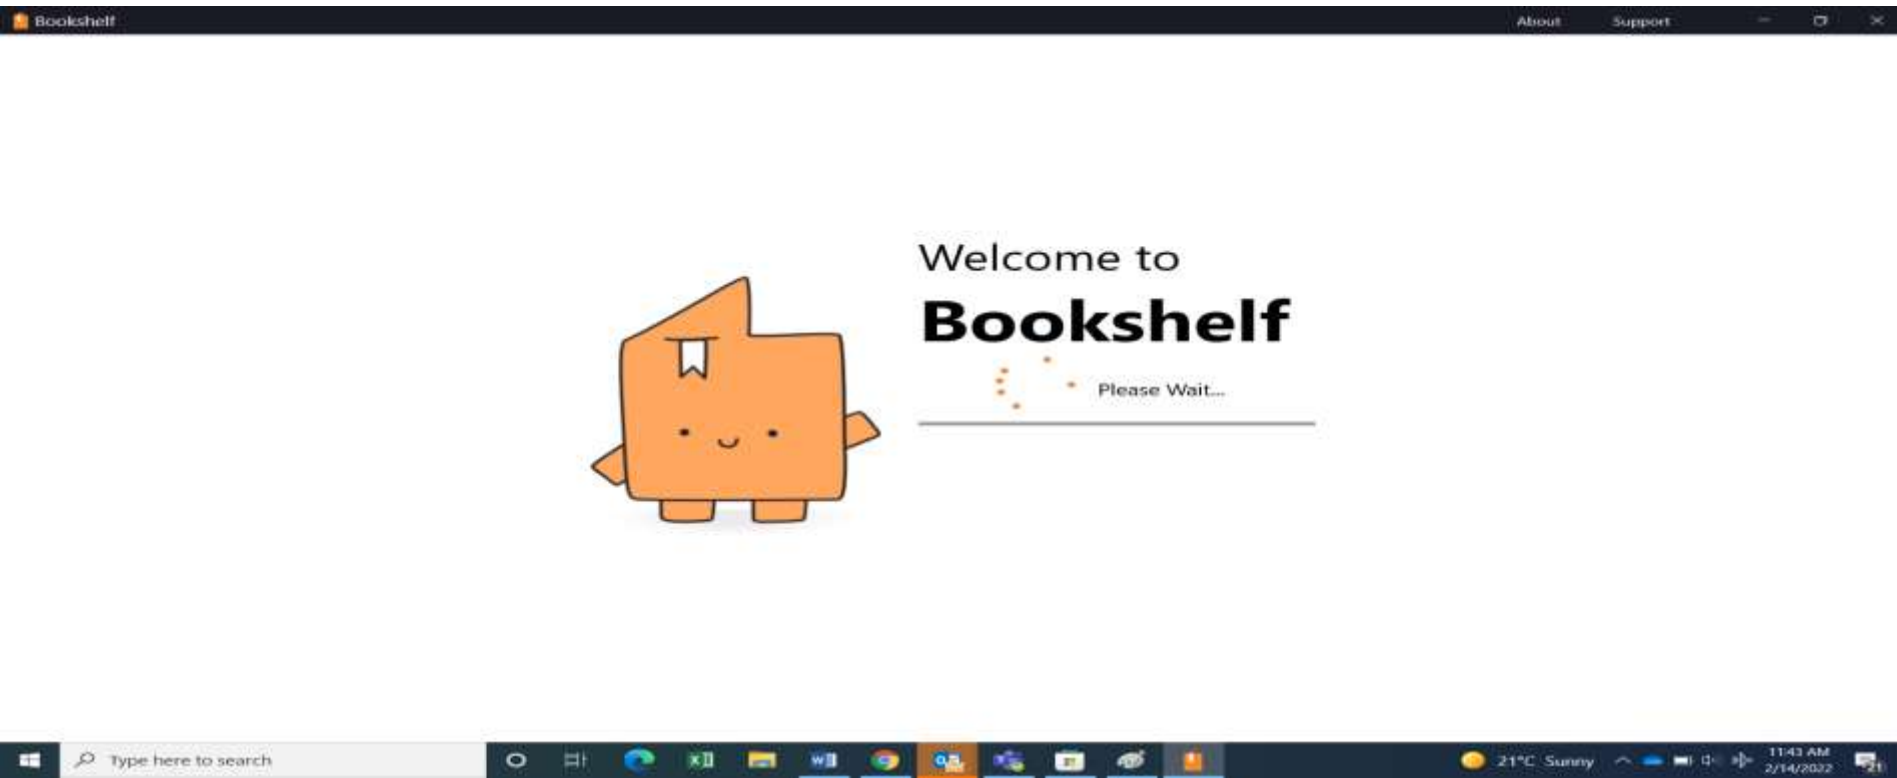 Bookshelf
About Support
Welcome to
Bookshelf
Please Wait...
Type here to search
21°C Sunny
11:43 AM
2/14/2022
21